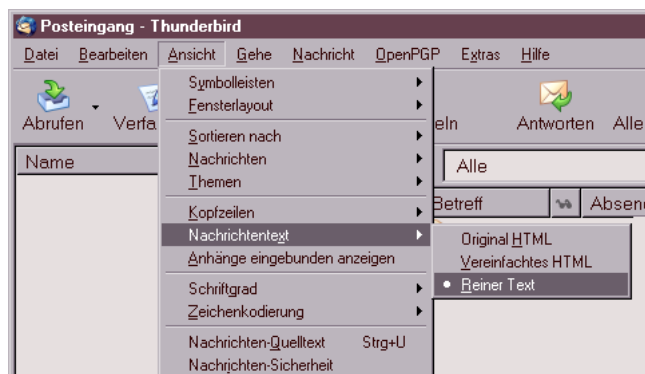 Posteingang - Thunderbird
Datei Bearbeiten Ansicht Gehe Nachricht OpenPGP Extras Hilfe
Abrufen Verfa eln Antworten Alle
Symbolleisten
Fensterlayout
Sortieren nach
Nachrichten
Themen
Kopfzeilen
Nachrichtentext
Anhänge eingebunden anzeigen
Schriftgrad
Zeichenkodierung
Nachrichten-Quelltext Strg+U
Nachrichten-Sicherheit
Name
Alle
Betreff Absend
Original HTML
Vereinfachtes HTML
Reiner Text